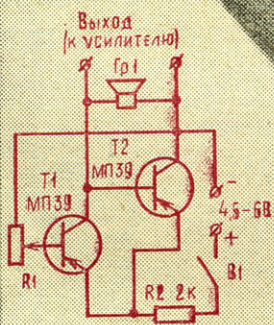 Выход
(к усилителю)
Гр1
Т2
МП39
Т1
МП39
-
4,5-6В
+
R1
R2 2к
В1